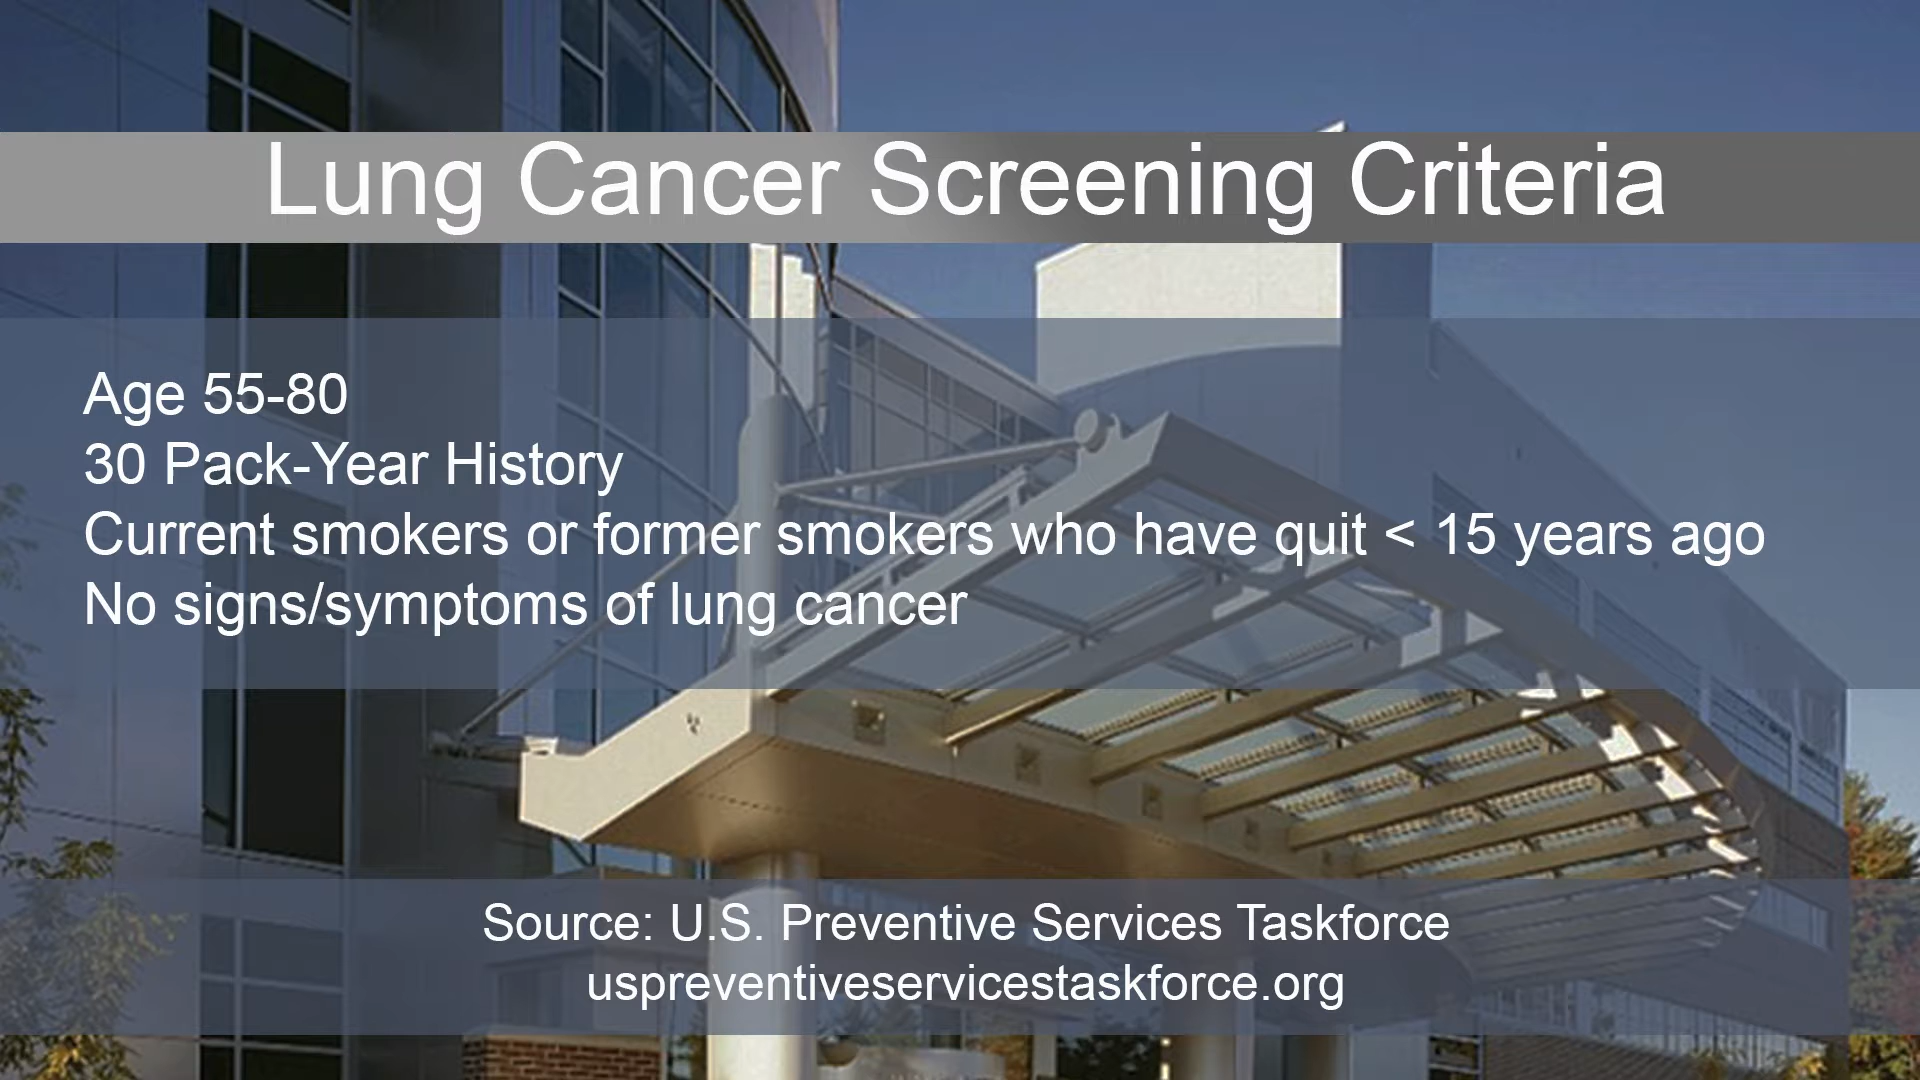 Lung Cancer Screening Criteria
Age 55-80
30 Pack-Year History
Current smokers or former smokers who have quit < 15 years ago
No signs/symptoms of lung cancer
Source: U.S. Preventive Services Taskforce
uspreventiveservicestaskforce.org